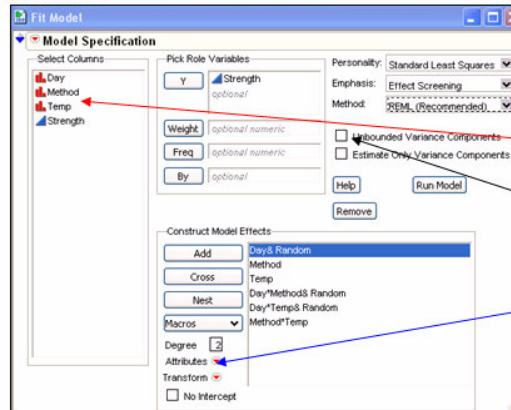 Fit Model
Model Specification
Select Columns
Day
Method
Temp
Strength
Pick Role Variables
Y
Strength
optional
Weight
optional numeric
Freq
optional numeric
By
optional
Personality:
Standard Least Squares
Emphasis:
Effect Screening
Method:
REML (Recommended)
Unbounded Variance Components
Estimate Only Variance Components
Help
Run Model
Remove
Construct Model Effects
Add
Cross
Nest
Macros
Degree 2
Attributes
Transform
No Intercept
Day& Random
Method
Temp
Day*Method& Random
Day*Temp& Random
Method*Temp